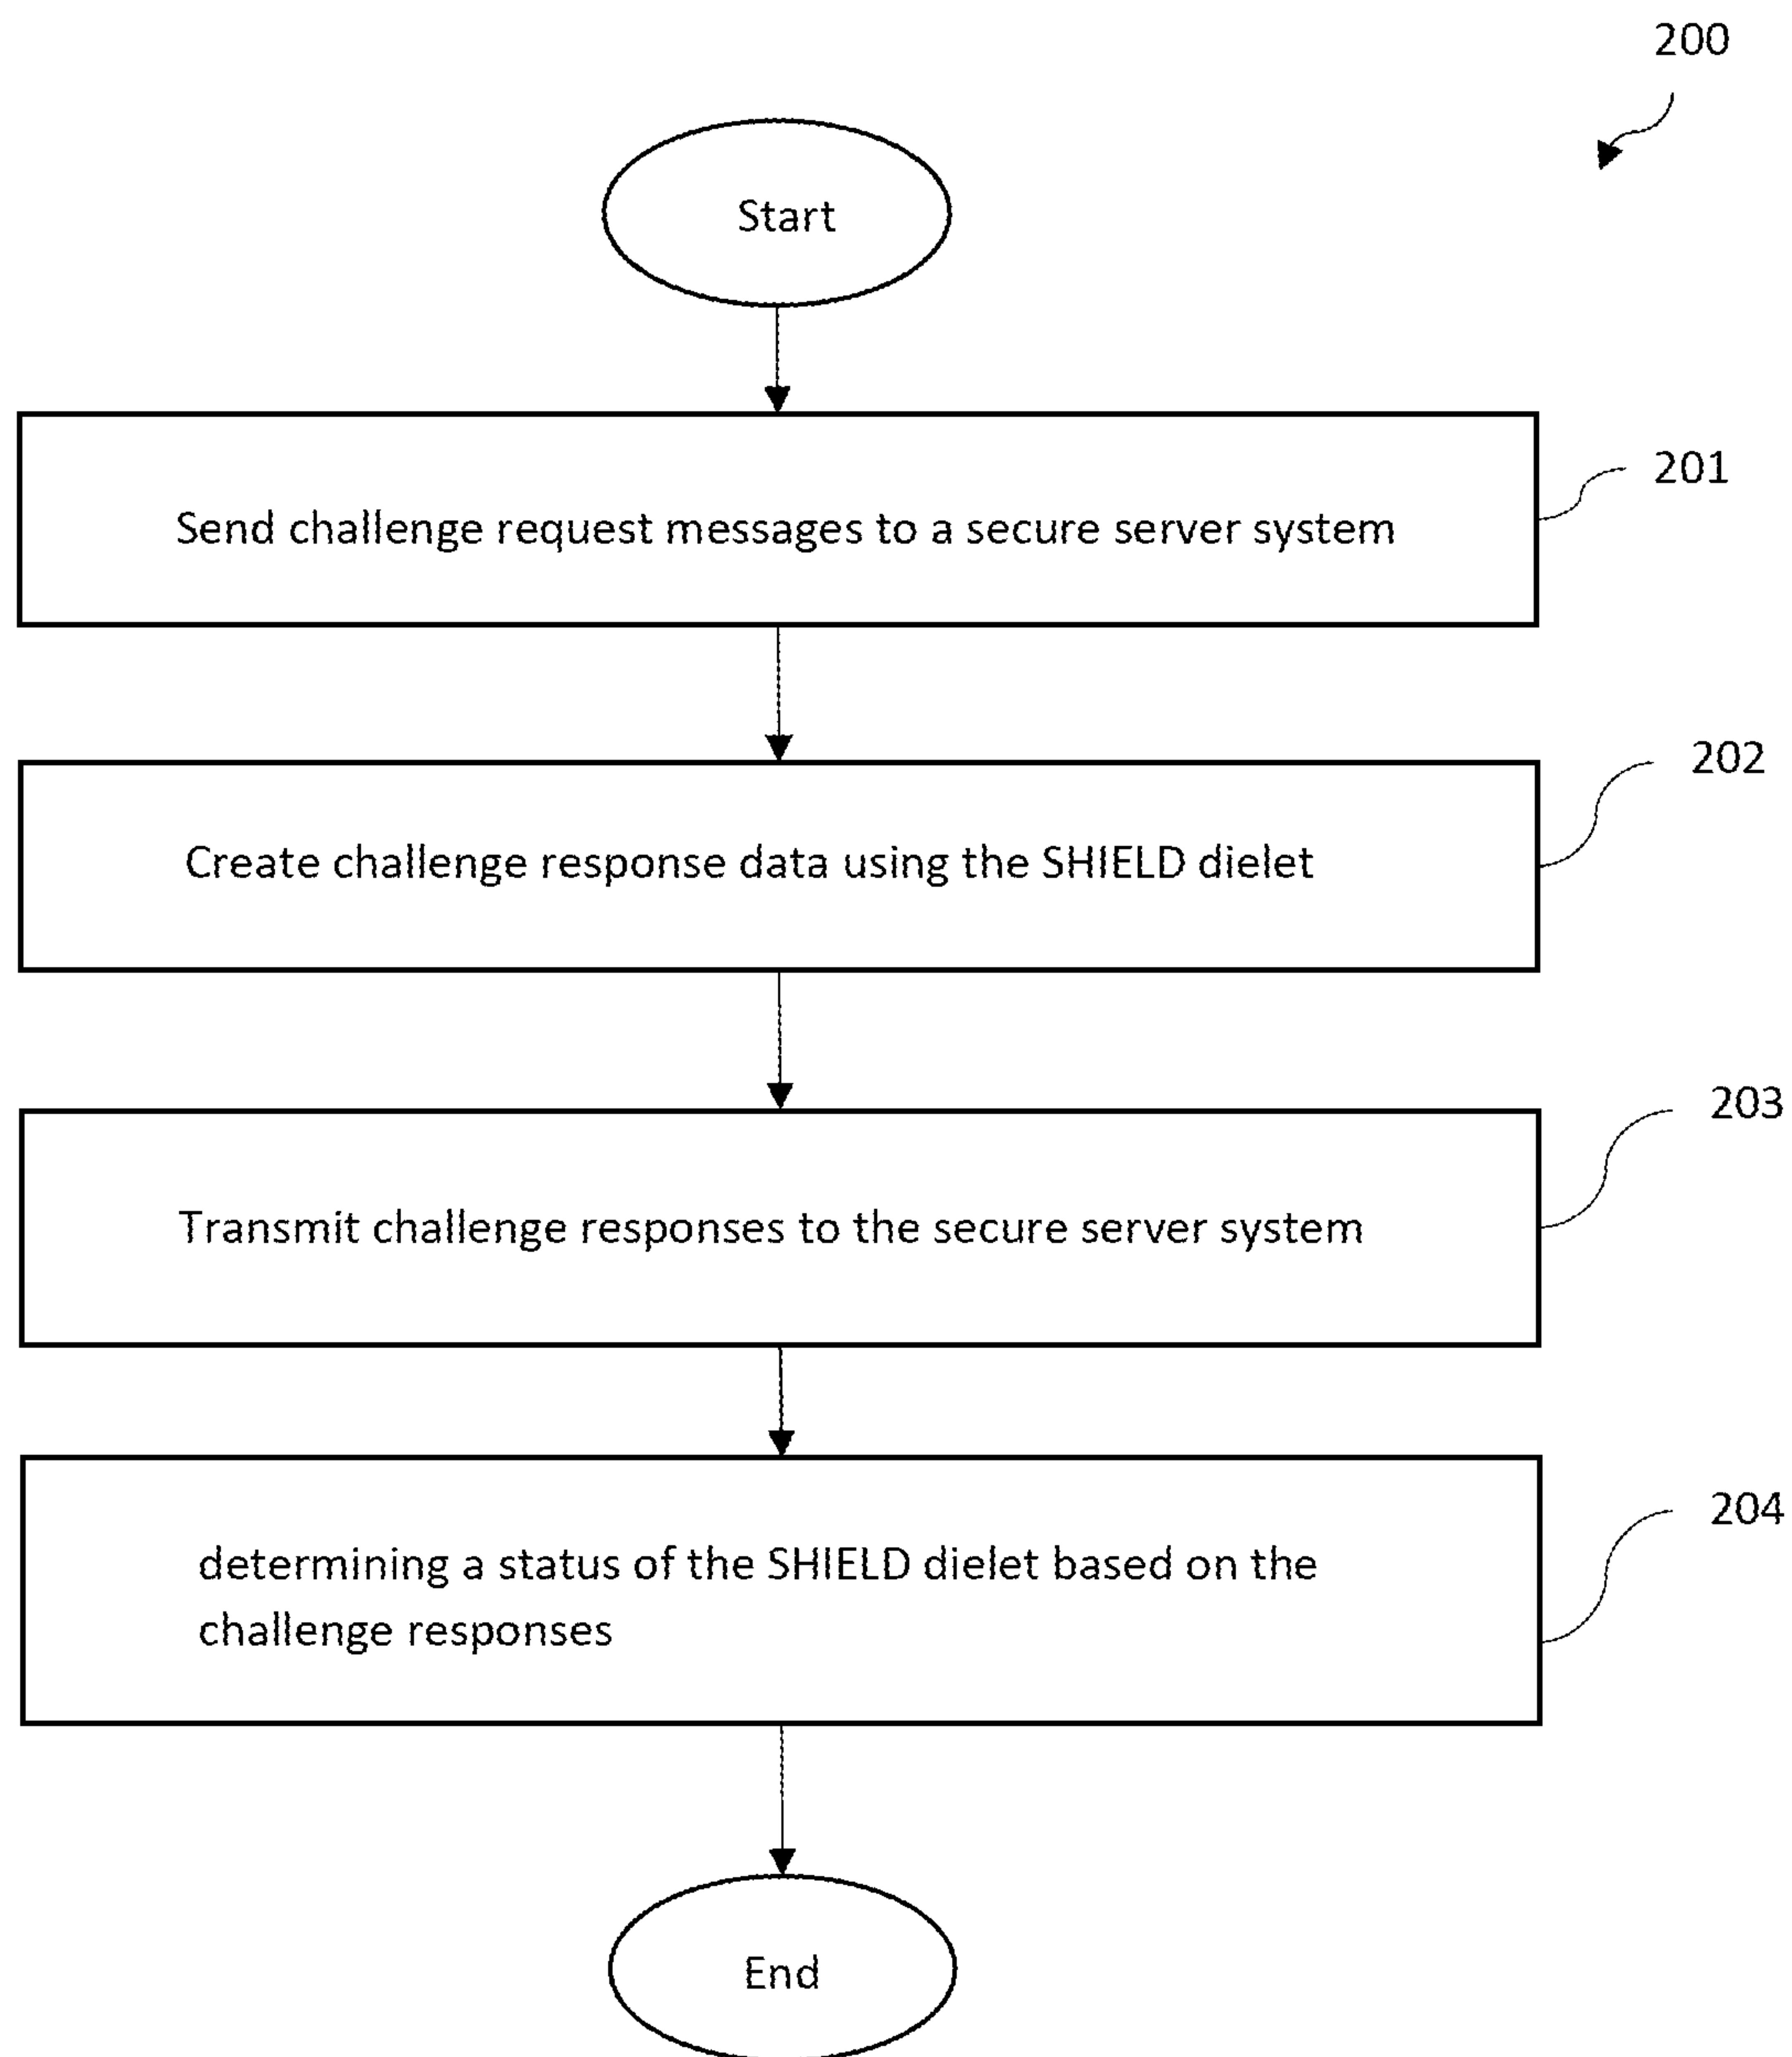 200
Start
Send challenge request messages to a secure server system
201
Create challenge response data using the SHIELD dielet
202
Transmit challenge responses to the secure server system
203
determining a status of the SHIELD dielet based on the
challenge responses
204
End